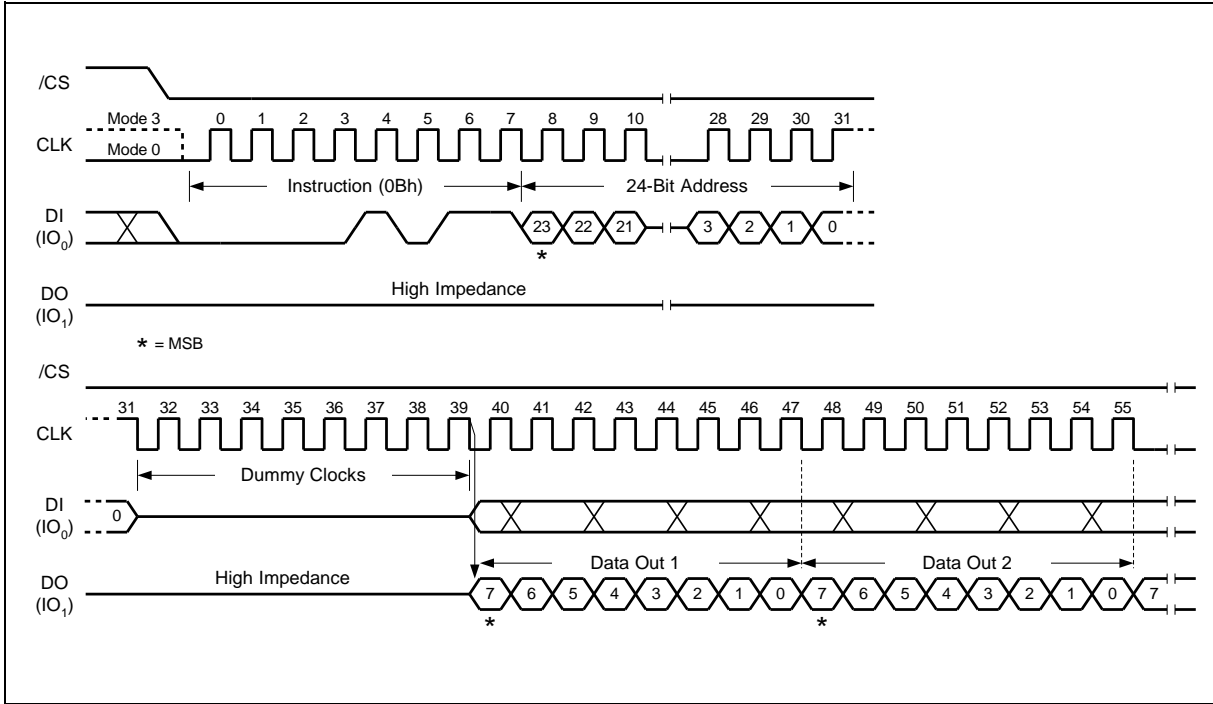 /CS
Mode 3 0 1 2 3 4 5 6 7 8 9 10 28 29 30 31
CLK Mode 0
Instruction (0Bh) 24-Bit Address
DI
(IO0) 23 22 21 3 2 1 0
*
DO High Impedance
(IO1)
* = MSB
/CS
31 32 33 34 35 36 37 38 39 40 41 42 43 44 45 46 47 48 49 50 51 52 53 54 55
CLK
Dummy Clocks
DI
(IO0) 0
Data Out 1 Data Out 2
DO High Impedance
(IO1) 7 6 5 4 3 2 1 0 7 6 5 4 3 2 1 0 7
* *